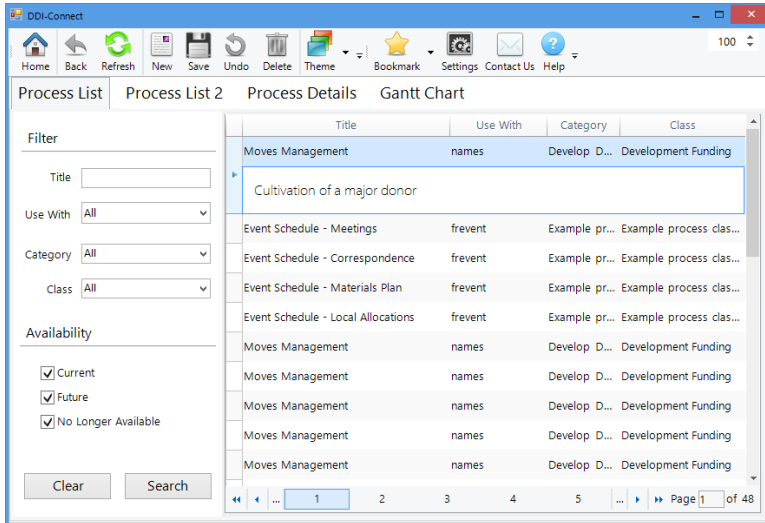 DDI-Connect
Home Back Refresh New Save Undo Delete Theme Bookmark Settings Contact Us Help 100
Process List Process List 2 Process Details Gantt Chart
Filter
Title
Use With All
Category All
Class All
Availability
Current
Future
No Longer Available
Clear Search
Title Use With Category Class
Moves Management names Develop D... Development Funding
Cultivation of a major donor
Event Schedule - Meetings frevent Example pr... Example process clas...
Event Schedule - Correspondence frevent Example pr... Example process clas...
Event Schedule - Materials Plan frevent Example pr... Example process clas...
Event Schedule - Local Allocations frevent Example pr... Example process clas...
Moves Management names Develop D... Development Funding
Moves Management names Develop D... Development Funding
Moves Management names Develop D... Development Funding
Moves Management names Develop D... Development Funding
Moves Management names Develop D... Development Funding
... 1 2 3 4 5 ... Page 1 of 48